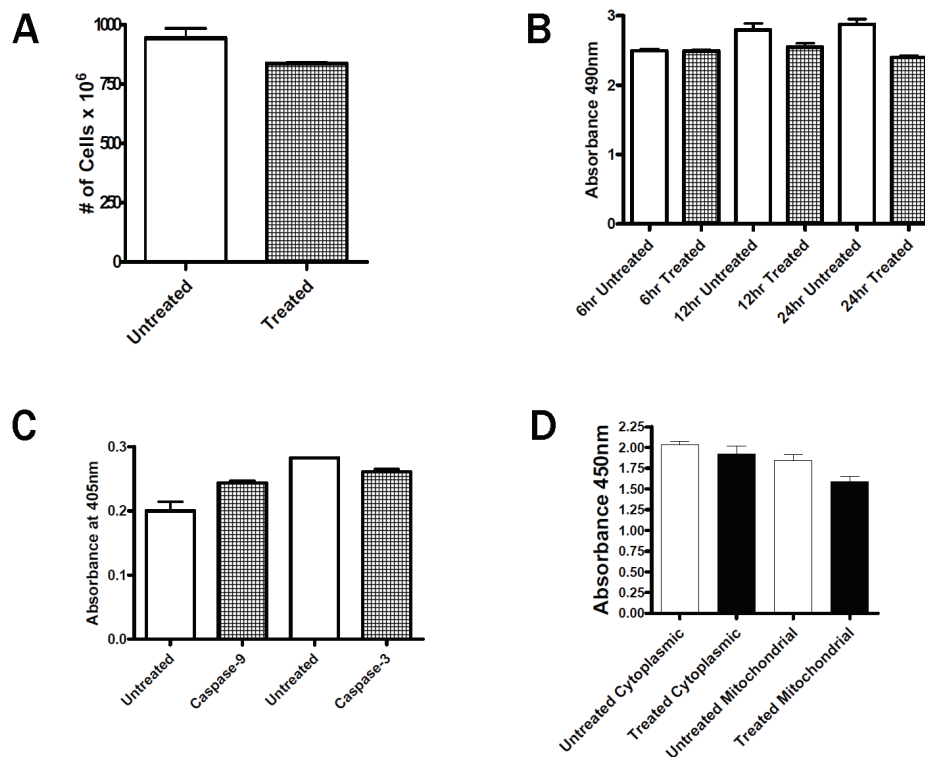 A
# of Cells x 10⁶
1000
750
500
250
0
Untreated
Treated
B
Absorbance 490nm
3
2
1
0
6hr Untreated
6hr Treated
12hr Untreated
12hr Treated
24hr Untreated
24hr Treated
C
Absorbance at 405nm
0.3
0.2
0.1
0.0
Untreated
Caspase-9
Untreated
Caspase-3
D
Absorbance 450nm
2.25
2.00
1.75
1.50
1.25
1.00
0.75
0.50
0.25
0.00
Untreated Cytoplasmic
Treated Cytoplasmic
Untreated Mitochondrial
Treated Mitochondrial